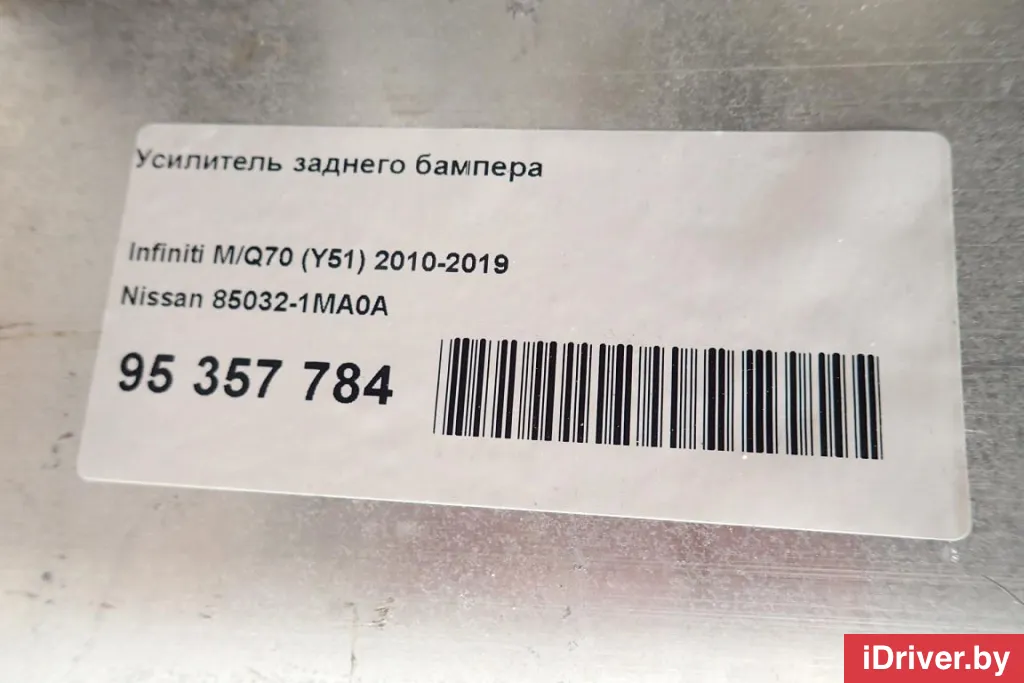 Усилитель заднего бампера
Infiniti M/Q70 (Y51) 2010-2019
Nissan 85032-1MA0A
95 357 784
iDriver.by